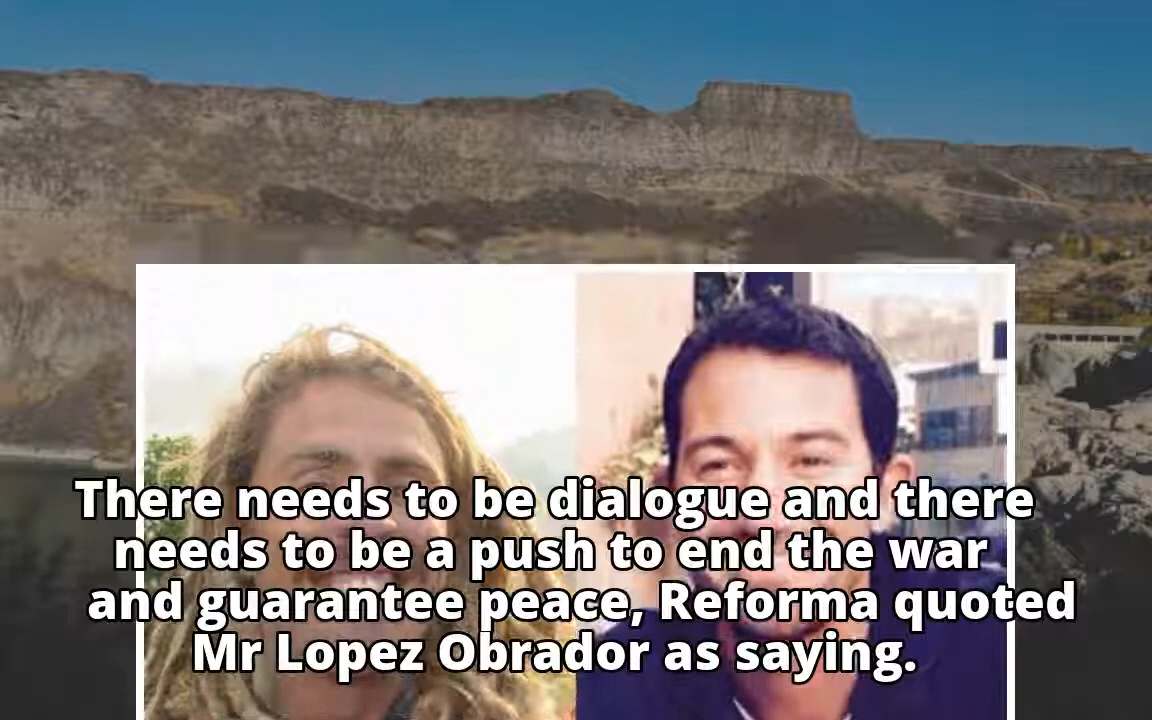 There needs to be dialogue and there
needs to be a push to end the war
and guarantee peace, Reforma quoted
Mr Lopez Obrador as saying.